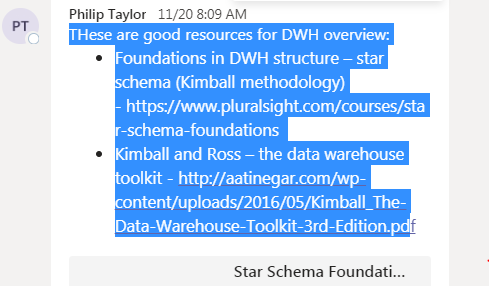 PT
Philip Taylor 11/20 8:09 AM
THese are good resources for DWH overview:
• Foundations in DWH structure – star
schema (Kimball methodology)
- https://www.pluralsight.com/courses/sta
r-schema-foundations
• Kimball and Ross – the data warehouse
toolkit - http://aatinegar.com/wp-
content/uploads/2016/05/Kimball_The-
Data-Warehouse-Toolkit-3rd-Edition.pdf
Star Schema Foundati...